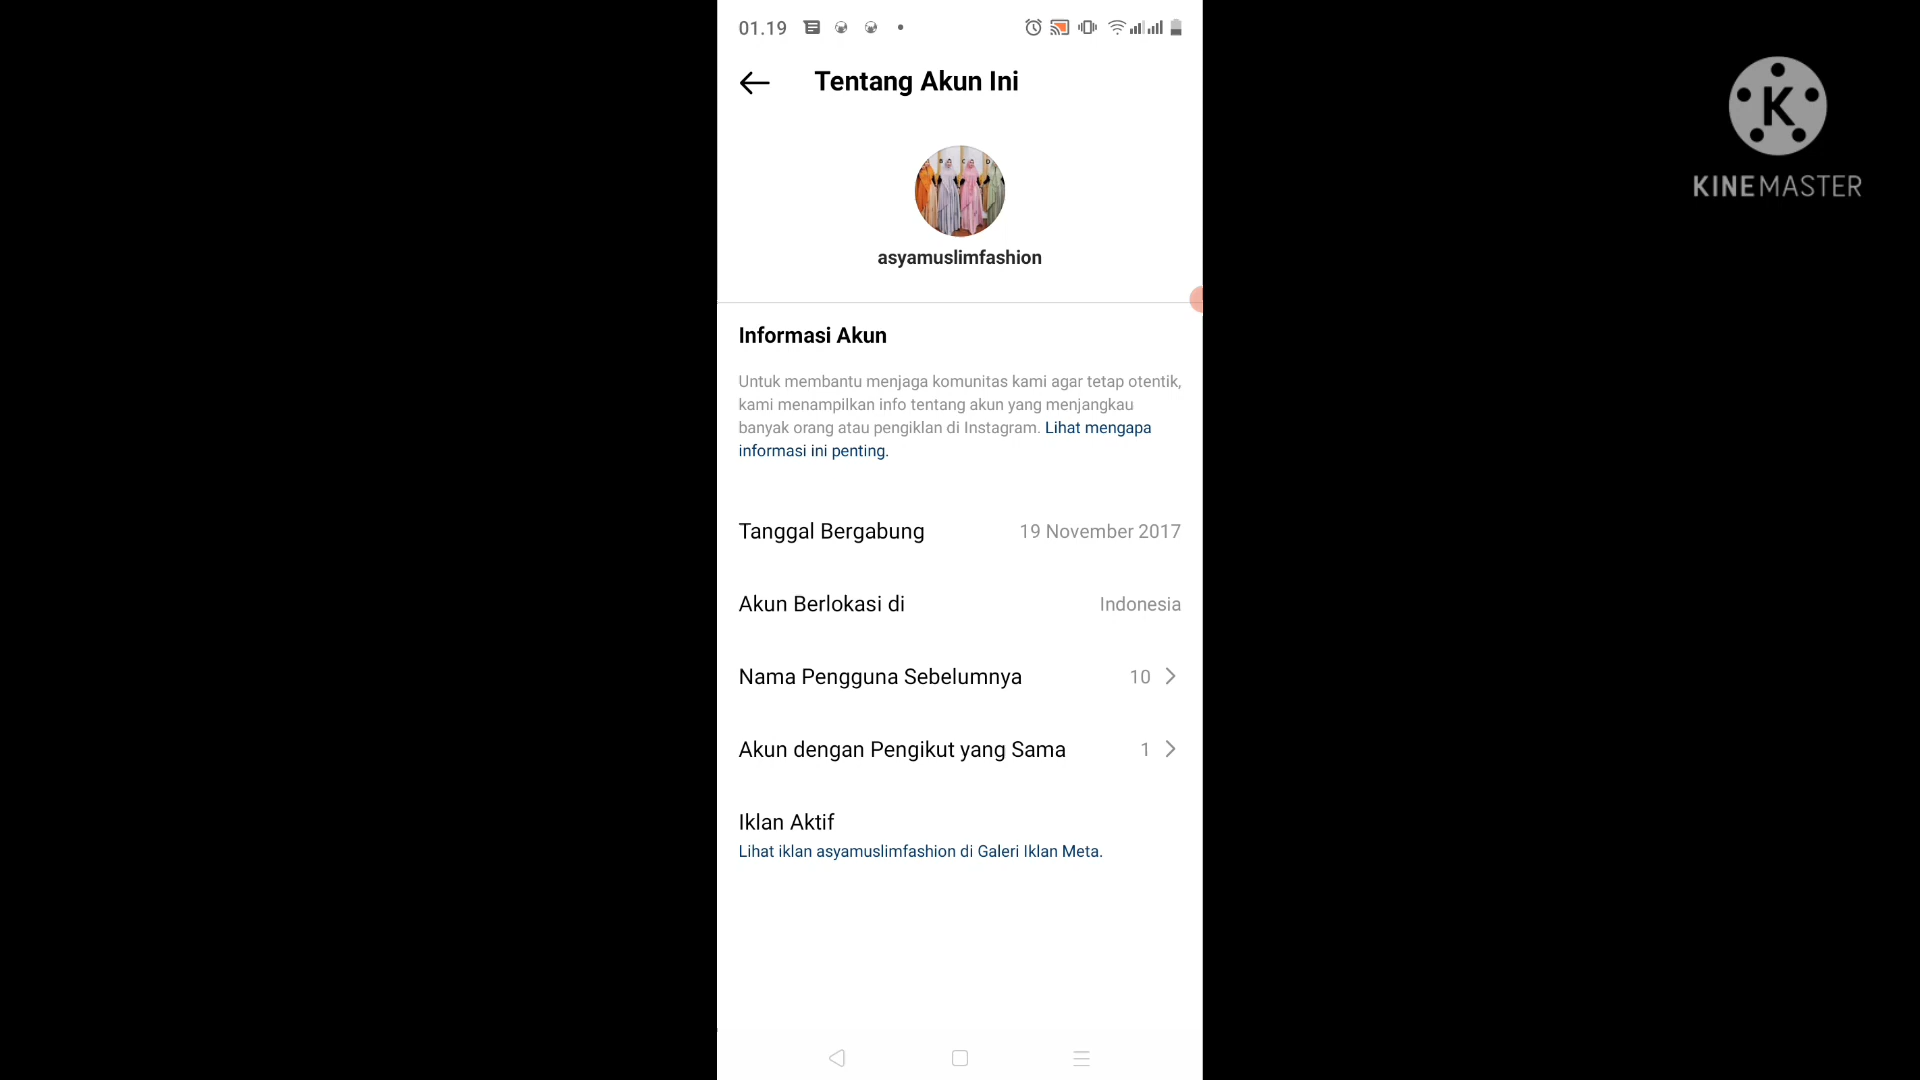 01.19
Tentang Akun Ini
K
KINEMASTER
asyamuslimfashion
Informasi Akun
Untuk membantu menjaga komunitas kami agar tetap otentik,
kami menampilkan info tentang akun yang menjangkau
banyak orang atau pengiklan di Instagram. Lihat mengapa
informasi ini penting.
Tanggal Bergabung 19 November 2017
Akun Berlokasi di Indonesia
Nama Pengguna Sebelumnya 10
Akun dengan Pengikut yang Sama 1
Iklan Aktif
Lihat iklan asyamuslimfashion di Galeri Iklan Meta.